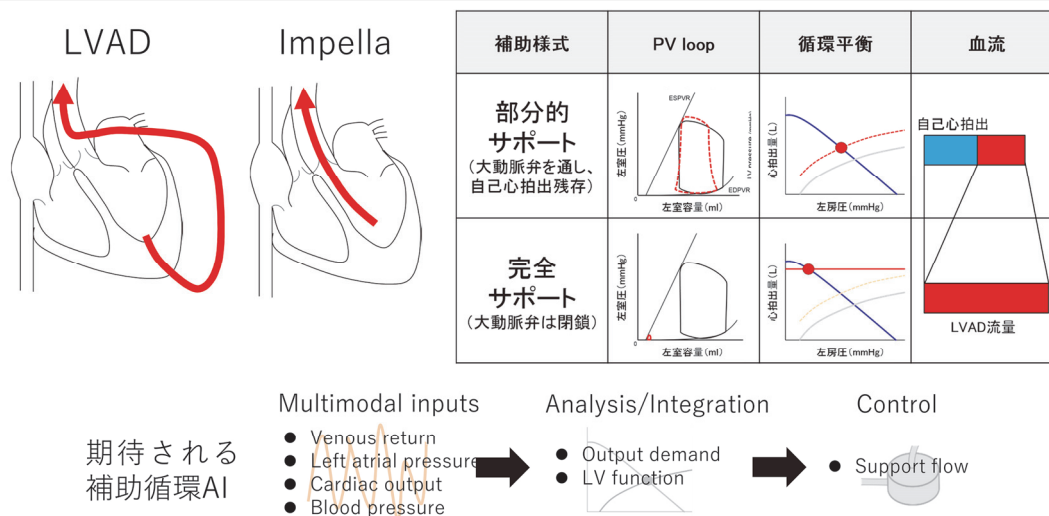 LVAD
Impella
補助様式
PV loop
循環平衡
血流
部分的
サポート
(大動脈弁を通し、
自己心拍出残存)
左室圧(mmHg)
ESPVR
EDPVR
0
左室容量(ml)
心拍出量(L)
左房圧(mmHg)
自己心拍出
完全
サポート
(大動脈弁は閉鎖)
左室圧(mmHg)
0
左室容量(ml)
心拍出量(L)
左房圧(mmHg)
LVAD流量
期待される
補助循環AI
Multimodal inputs
● Venous return
● Left atrial pressure
● Cardiac output
● Blood pressure
Analysis/Integration
● Output demand
● LV function
Control
● Support flow